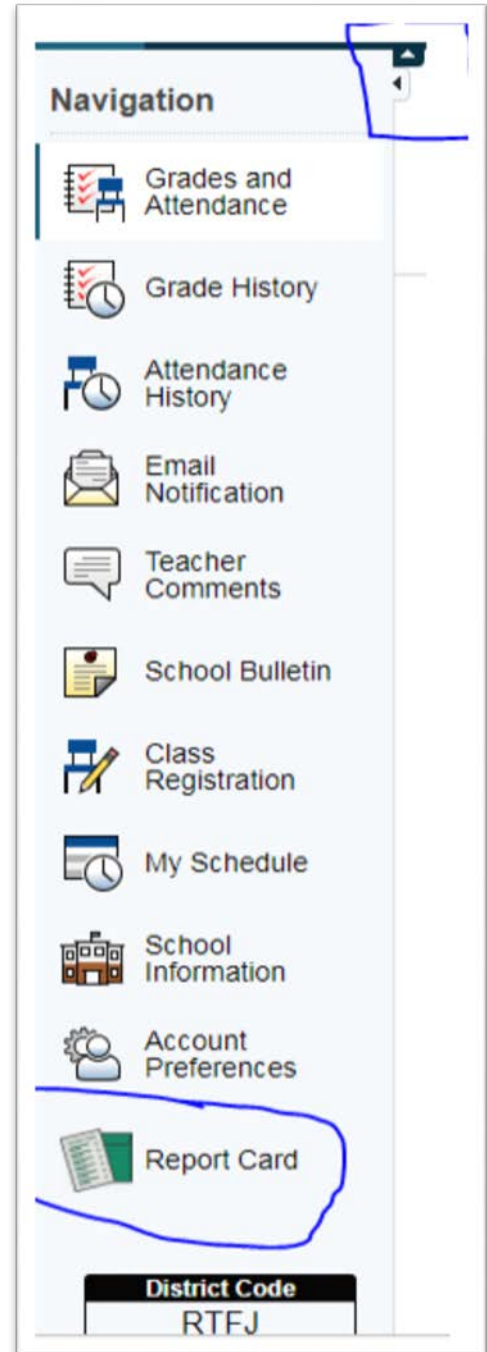 Navigation
Grades and
Attendance
Grade History
Attendance
History
Email
Notification
Teacher
Comments
School Bulletin
Class
Registration
My Schedule
School
Information
Account
Preferences
Report Card
District Code
RTFJ